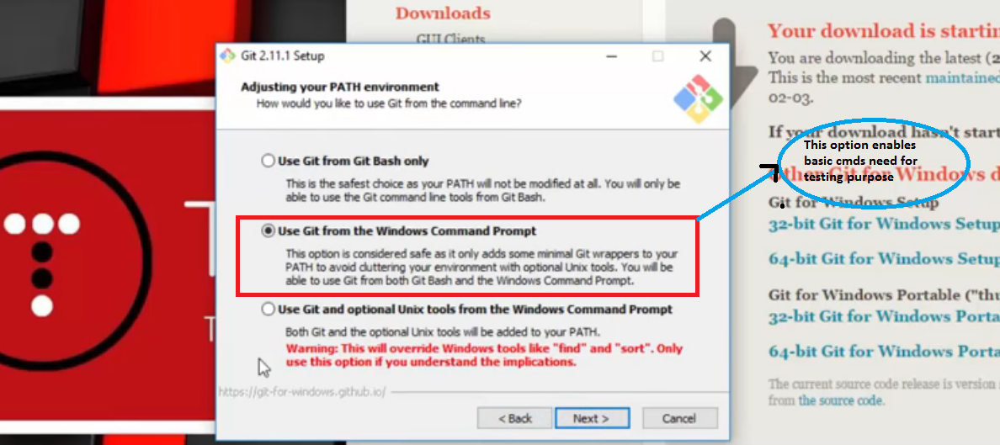 Downloads
GUI Clients
Git 2.11.1 Setup
Adjusting your PATH environment
How would you like to use Git from the command line?
Use Git from Git Bash only
This is the safest choice as your PATH will not be modified at all. You will only be
able to use the Git command line tools from Git Bash.
Use Git from the Windows Command Prompt
This option is considered safe as it only adds some minimal Git wrappers to your
PATH to avoid cluttering your environment with optional Unix tools. You will be
able to use Git from both Git Bash and the Windows Command Prompt.
Use Git and optional Unix tools from the Windows Command Prompt
Both Git and the optional Unix tools will be added to your PATH.
Warning: This will override Windows tools like "find" and "sort". Only
use this option if you understand the implications.
https://git-for-windows.github.io/
< Back
Next >
Cancel
Your download is startin
You are downloading the latest (2
This is the most recent maintained
02-03.
If your download hasn't start
This option enables
basic cmds need for
testing purpose
Other Git for Windows d
Git for Windows Setup
32-bit Git for Windows Setup
64-bit Git for Windows Setup
Git for Windows Portable ("thu
32-bit Git for Windows Porta
64-bit Git for Windows Porta
The current source code release is version
from the source code.